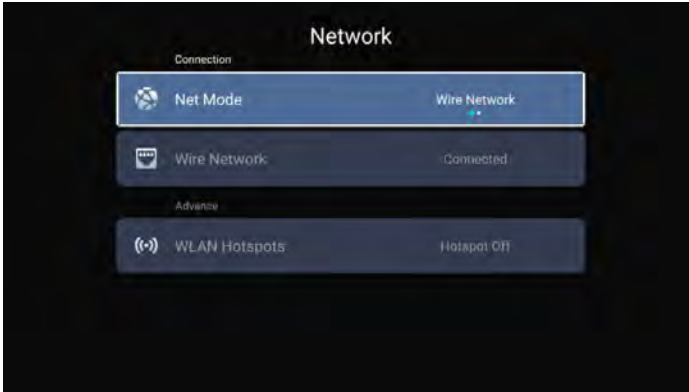 Network
Connection
Net Mode Wire Network
Wire Network Connected
Advance
WLAN Hotspots Hotspot Off